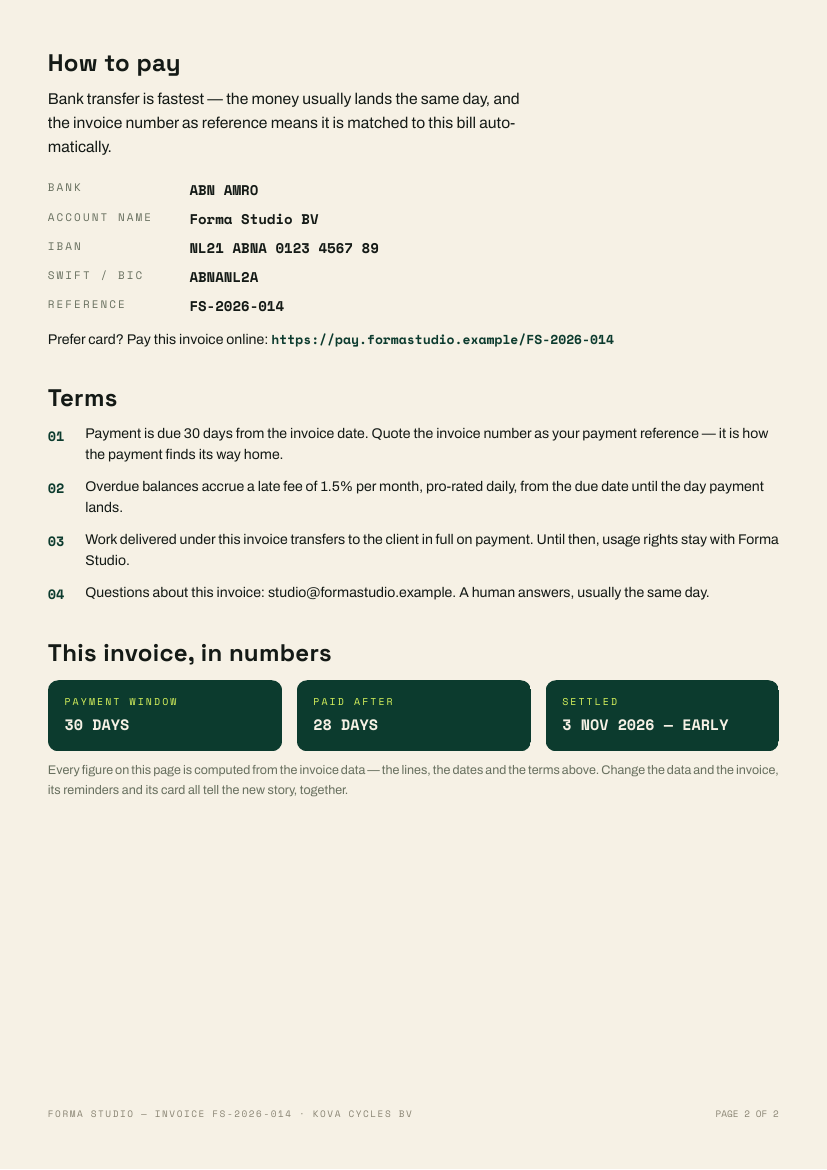 How to pay
Bank transfer is fastest — the money usually lands the same day, and
the invoice number as reference means it is matched to this bill auto-
matically.
BANK ABN AMRO
ACCOUNT NAME Forma Studio BV
IBAN NL21 ABNA 0123 4567 89
SWIFT / BIC ABNANL2A
REFERENCE FS-2026-014
Prefer card? Pay this invoice online: https://pay.formastudio.example/FS-2026-014
Terms
01 Payment is due 30 days from the invoice date. Quote the invoice number as your payment reference — it is how
the payment finds its way home.
02 Overdue balances accrue a late fee of 1.5% per month, pro-rated daily, from the due date until the day payment
lands.
03 Work delivered under this invoice transfers to the client in full on payment. Until then, usage rights stay with Forma
Studio.
04 Questions about this invoice: studio@formastudio.example. A human answers, usually the same day.
This invoice, in numbers
PAYMENT WINDOW PAID AFTER SETTLED
30 DAYS 28 DAYS 3 NOV 2026 — EARLY
Every figure on this page is computed from the invoice data — the lines, the dates and the terms above. Change the data and the invoice,
its reminders and its card all tell the new story, together.
FORMA STUDIO — INVOICE FS-2026-014 · KOVA CYCLES BV PAGE 2 OF 2